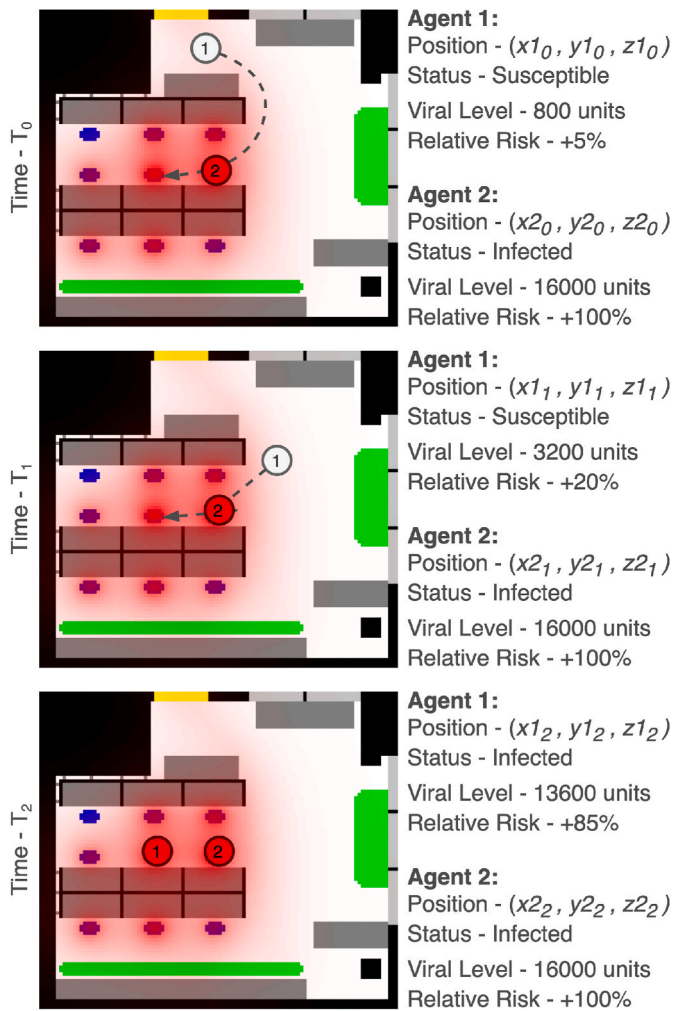 Time - T0
1
2
Agent 1:
Position - (x1₀, y1₀, z1₀)
Status - Susceptible
Viral Level - 800 units
Relative Risk - +5%
Agent 2:
Position - (x2₀, y2₀, z2₀)
Status - Infected
Viral Level - 16000 units
Relative Risk - +100%
Time - T₁
1
2
Agent 1:
Position - (x1₁, y1₁, z1₁)
Status - Susceptible
Viral Level - 3200 units
Relative Risk - +20%
Agent 2:
Position - (x2₁, y2₁, z2₁)
Status - Infected
Viral Level - 16000 units
Relative Risk - +100%
Time - T₂
1
2
Agent 1:
Position - (x1₂, y1₂, z1₂)
Status - Infected
Viral Level - 13600 units
Relative Risk - +85%
Agent 2:
Position - (x2₂, y2₂, z2₂)
Status - Infected
Viral Level - 16000 units
Relative Risk - +100%